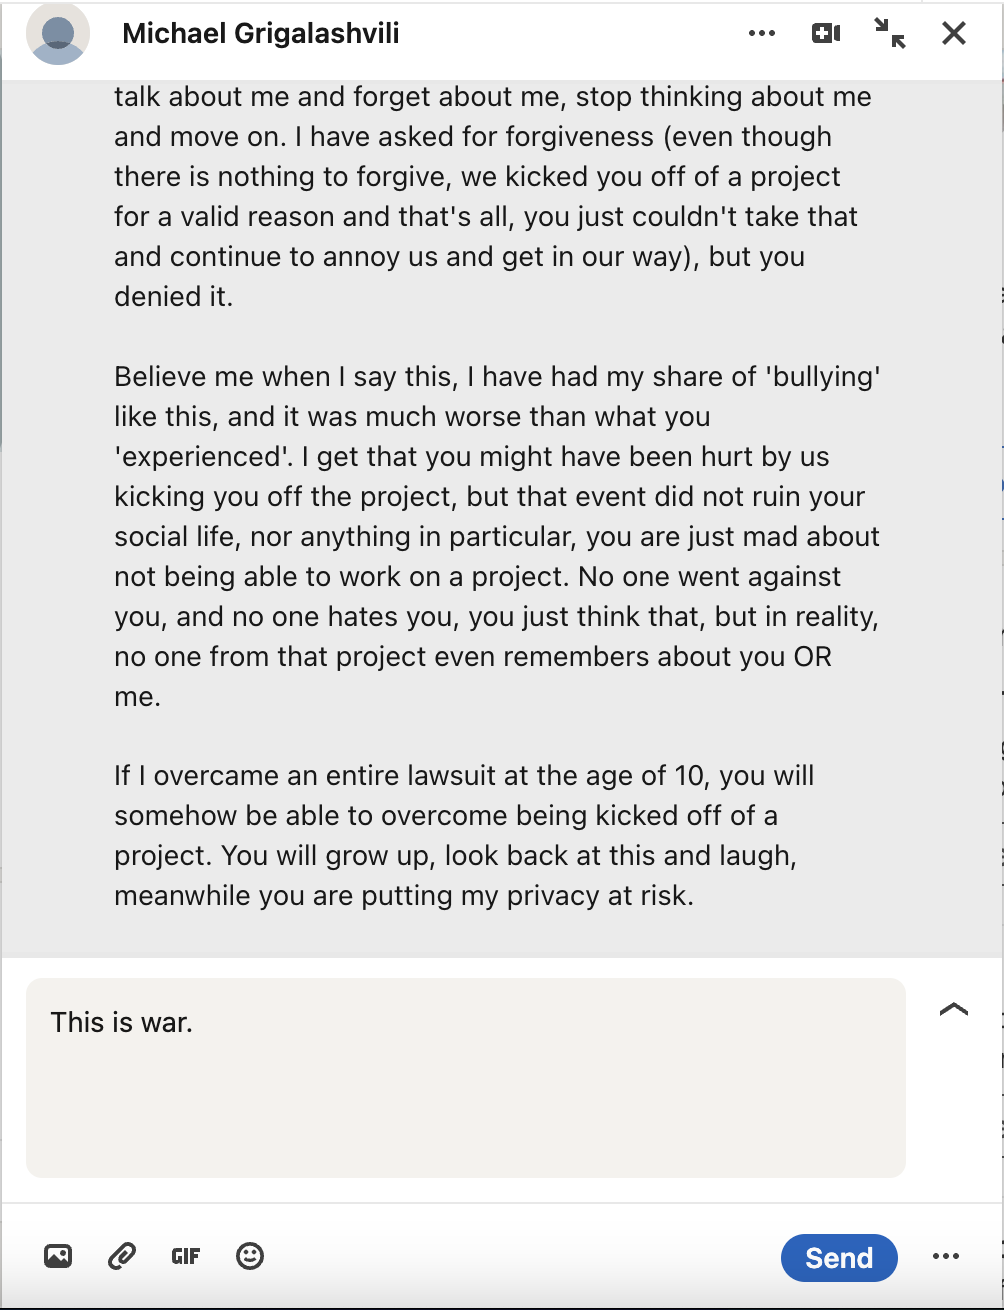 Michael Grigalashvili
talk about me and forget about me, stop thinking about me
and move on. I have asked for forgiveness (even though
there is nothing to forgive, we kicked you off of a project
for a valid reason and that's all, you just couldn't take that
and continue to annoy us and get in our way), but you
denied it.
Believe me when I say this, I have had my share of 'bullying'
like this, and it was much worse than what you
'experienced'. I get that you might have been hurt by us
kicking you off the project, but that event did not ruin your
social life, nor anything in particular, you are just mad about
not being able to work on a project. No one went against
you, and no one hates you, you just think that, but in reality,
no one from that project even remembers about you OR
me.
If I overcame an entire lawsuit at the age of 10, you will
somehow be able to overcome being kicked off of a
project. You will grow up, look back at this and laugh,
meanwhile you are putting my privacy at risk.
This is war.
GIF
Send